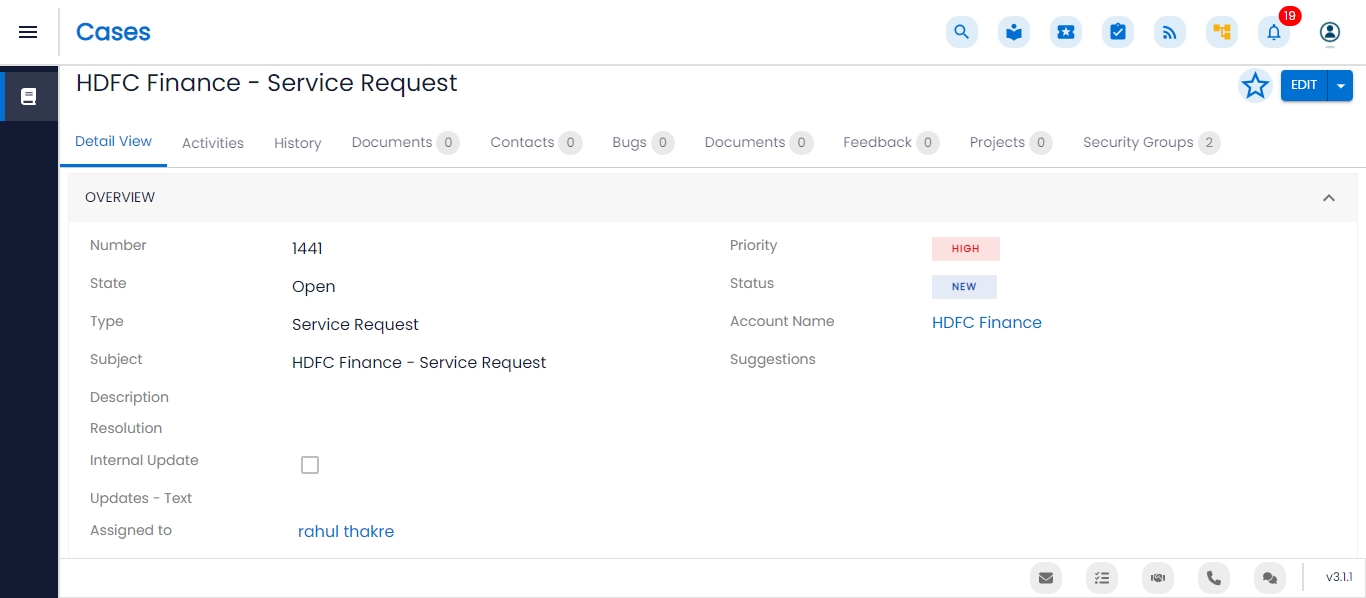 Cases
19
HDFC Finance - Service Request
EDIT
Detail View Activities History Documents 0 Contacts 0 Bugs 0 Documents 0 Feedback 0 Projects 0 Security Groups 2
OVERVIEW
Number 1441 Priority HIGH
State Open Status NEW
Type Service Request Account Name HDFC Finance
Subject HDFC Finance - Service Request Suggestions
Description
Resolution
Internal Update
Updates - Text
Assigned to rahul thakre
v3.1.1